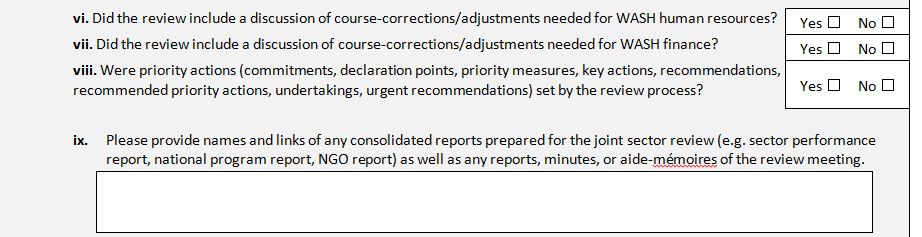 vi. Did the review include a discussion of course-corrections/adjustments needed for WASH human resources? Yes ☐ No ☐
vii. Did the review include a discussion of course-corrections/adjustments needed for WASH finance? Yes ☐ No ☐
viii. Were priority actions (commitments, declaration points, priority measures, key actions, recommendations,
recommended priority actions, undertakings, urgent recommendations) set by the review process? Yes ☐ No ☐
ix. Please provide names and links of any consolidated reports prepared for the joint sector review (e.g. sector performance
report, national program report, NGO report) as well as any reports, minutes, or aide-mémoires of the review meeting.